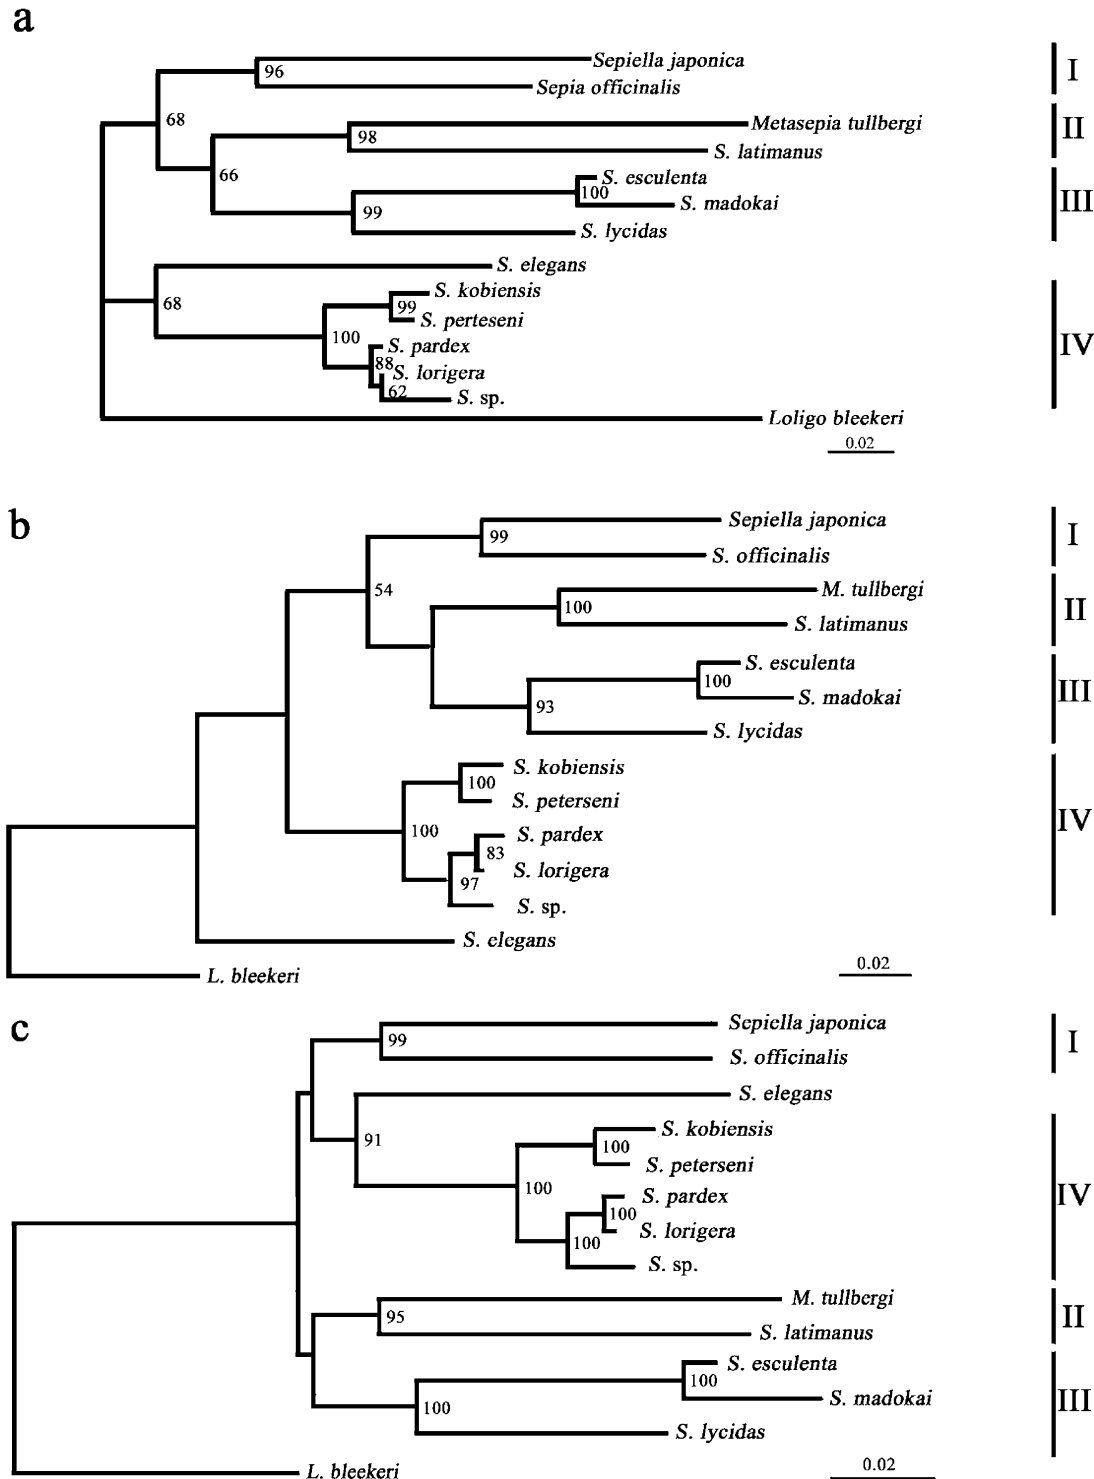 a
Sepiella japonica
96
I
Sepia officinalis
68
Metasepia tullbergi
98
II
S. latimanus
66
S. esculenta
100
S. madokai
III
99
S. lycidas
S. elegans
68
S. kobiensis
99
S. perteseni
100
S. pardex
IV
88
S. lorigera
62
S. sp.
Loligo bleekeri
0.02
b
Sepiella japonica
99
I
S. officinalis
54
M. tullbergi
100
II
S. latimanus
S. esculenta
100
III
S. madokai
93
S. lycidas
S. kobiensis
100
S. peterseni
100
IV
S. pardex
83
S. lorigera
97
S. sp.
S. elegans
0.02
L. bleekeri
c
Sepiella japonica
99
I
S. officinalis
S. elegans
91
S. kobiensis
100
S. peterseni
100
IV
S. pardex
100
S. lorigera
100
S. sp.
M. tullbergi
95
II
S. latimanus
S. esculenta
100
S. madokai
III
100
S. lycidas
L. bleekeri
0.02